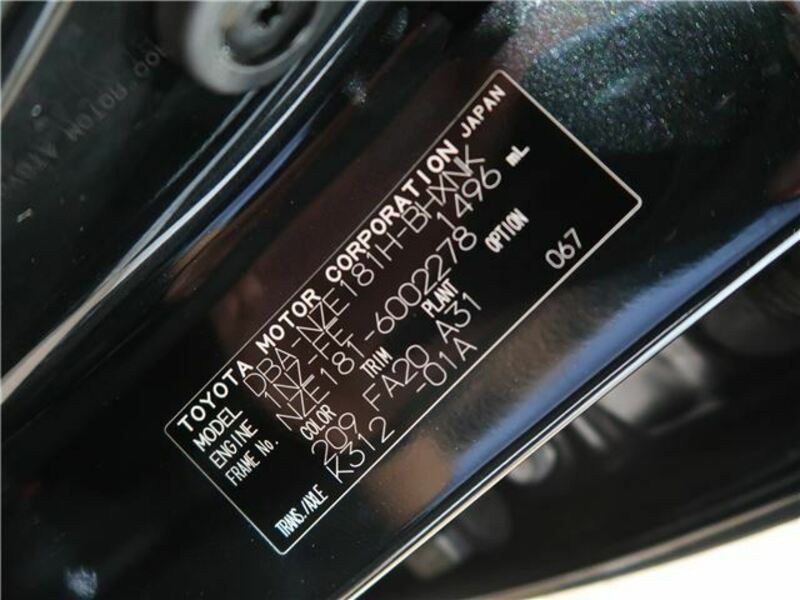 TOYOTA MOTOR CORPORATION JAPAN
MODEL DBA-NZE181H-BHXNK
ENGINE 1NZ-FE 1496 mL
FRAME No. NZE181-6002278
COLOR TRIM PLANT OPTION
209 FA20 A31 067
TRANS./AXLE K312 -01A